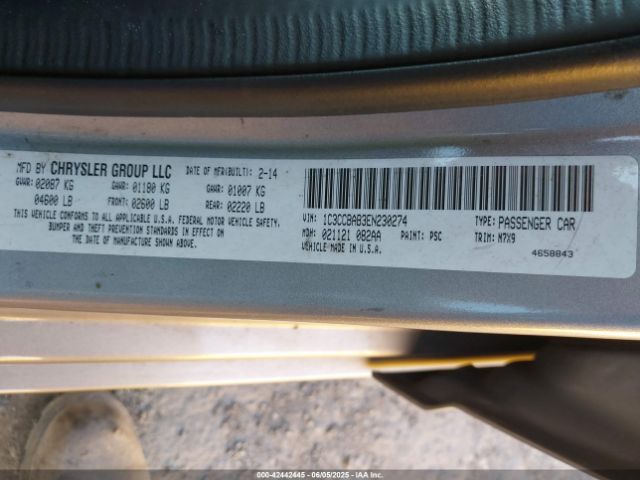 MFD BY CHRYSLER GROUP LLC DATE OF MFR(BUILT): 2-14
GVWR: 02087 KG GAWR: 01180 KG GAWR: 01007 KG
04600 LB FRONT: 02600 LB REAR: 02220 LB
THIS VEHICLE CONFORMS TO ALL APPLICABLE U.S.A. FEDERAL MOTOR VEHICLE SAFETY,
BUMPER AND THEFT PREVENTION STANDARDS IN EFFECT ON
THE DATE OF MANUFACTURE SHOWN ABOVE.
VIN: 1C3CCBAB3EN230274 TYPE: PASSENGER CAR
MDH: 021121 082AA PAINT: PSC TRIM: M7X9
VEHICLE MADE IN U.S.A.
4658843
000-42442445 - 06/05/2025 - IAAI.COM